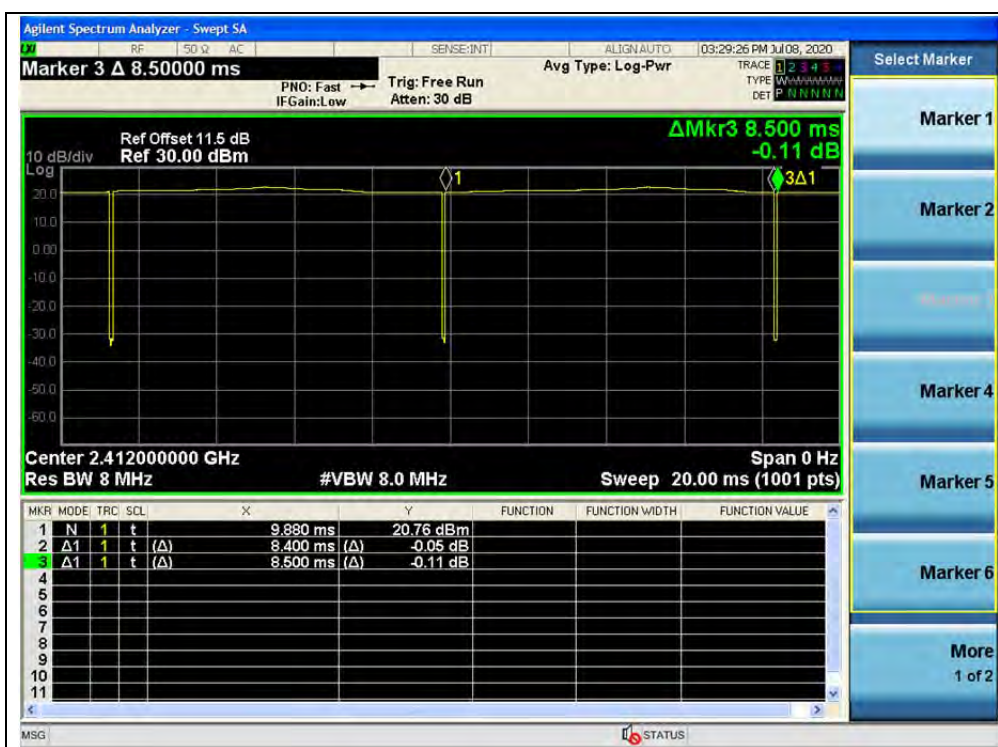 Agilent Spectrum Analyzer - Swept SA
RF 50 Ω AC SENSE:INT ALIGN AUTO 03:29:26 PM Jul 08, 2020
Marker 3 Δ 8.50000 ms
PNO: Fast
IFGain:Low
Trig: Free Run
Atten: 30 dB
Avg Type: Log-Pwr
TRACE 1 2 3 4 5
TYPE W
DET P N N N N N
Select Marker
Marker 1
Marker 2
Marker 4
Marker 5
Marker 6
More
1 of 2
ΔMkr3 8.500 ms
-0.11 dB
Ref Offset 11.5 dB
10 dB/div Ref 30.00 dBm
Log
20.0
10.0
0.00
-10.0
-20.0
-30.0
-40.0
-50.0
-60.0
1
3Δ1
Center 2.412000000 GHz Span 0 Hz
Res BW 8 MHz #VBW 8.0 MHz Sweep 20.00 ms (1001 pts)
MKR MODE TRC SCL X Y FUNCTION FUNCTION WIDTH FUNCTION VALUE
1 N 1 t 9.880 ms 20.76 dBm
2 Δ1 1 t (Δ) 8.400 ms (Δ) -0.05 dB
3 Δ1 1 t (Δ) 8.500 ms (Δ) -0.11 dB
4
5
6
7
8
9
10
11
MSG STATUS